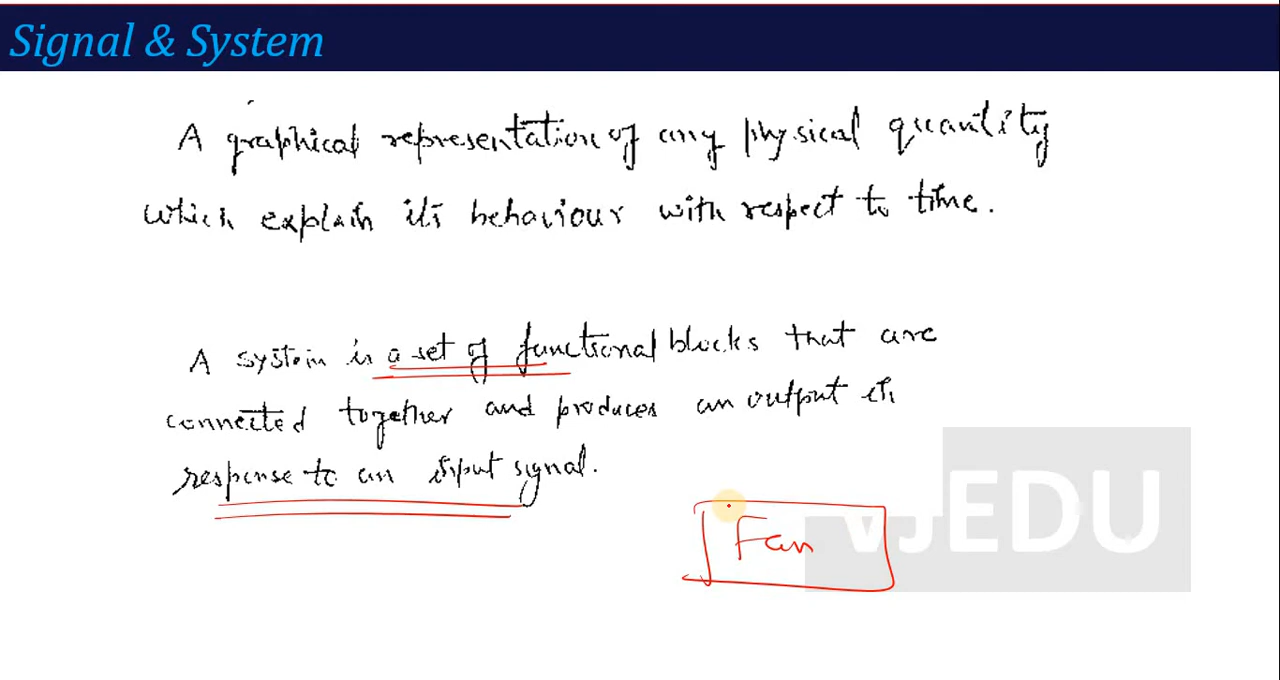 Signal & System
A graphical representation of any physical quantity
which explain its behaviour with respect to time.
A system is a set of functional blocks that are
connected together and produces an output in
response to an input signal.
Fan
VJEDU